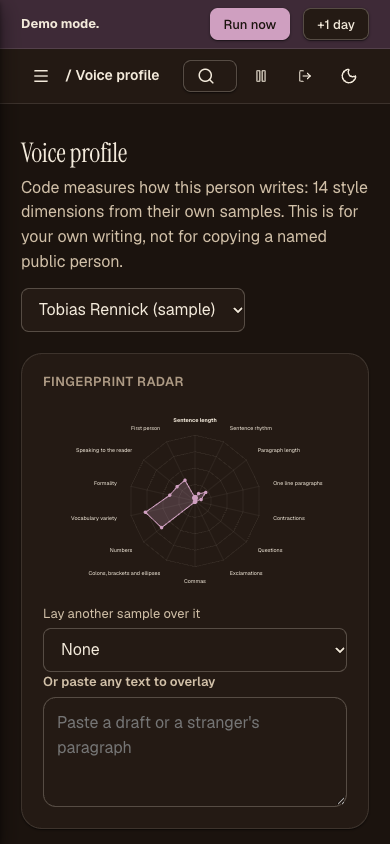 Demo mode.
Run now
+1 day
/ Voice profile
Voice profile
Code measures how this person writes: 14 style
dimensions from their own samples. This is for
your own writing, not for copying a named
public person.
Tobias Rennick (sample)
FINGERPRINT RADAR
Sentence length
First person
Sentence rhythm
Speaking to the reader
Paragraph length
Formality
One line paragraphs
Vocabulary variety
Contractions
Numbers
Questions
Colons, brackets and ellipses
Exclamations
Commas
Lay another sample over it
None
Or paste any text to overlay
Paste a draft or a stranger's
paragraph